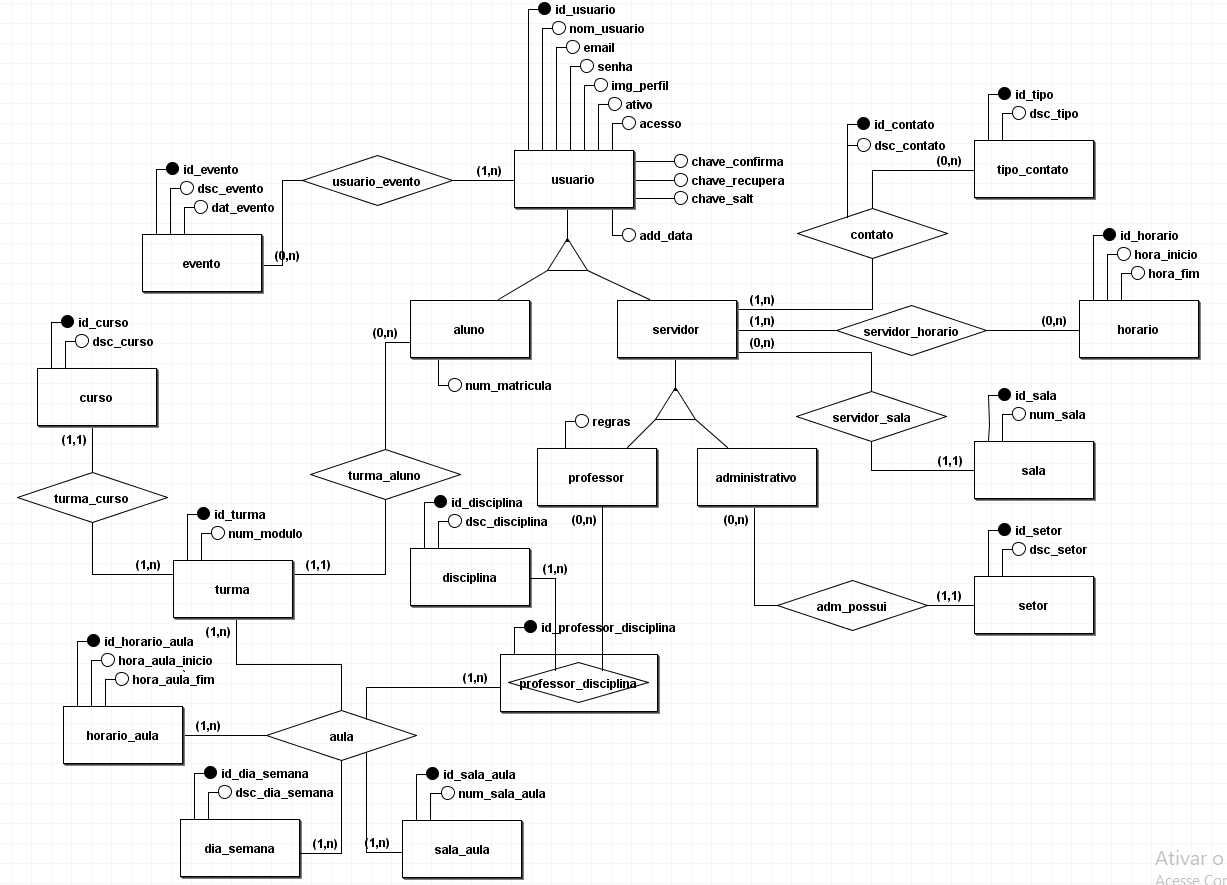 id_usuario
nom_usuario
email
senha
img_perfil
ativo
acesso
chave_confirma
chave_recupera
chave_salt
add_data
usuario
(1,n)
usuario_evento
id_evento
dsc_evento
dat_evento
evento
(0,n)
id_contato
dsc_contato
(0,n)
id_tipo
dsc_tipo
tipo_contato
contato
id_horario
hora_inicio
hora_fim
horario
(1,n)
(1,n)
(0,n)
servidor_horario
(0,n)
aluno
servidor
(0,n)
num_matricula
id_curso
dsc_curso
curso
(1,1)
turma_curso
(1,n)
id_sala
num_sala
servidor_sala
(1,1)
sala
regras
professor
administrativo
(0,n)
(0,n)
turma_aluno
id_disciplina
dsc_disciplina
disciplina
(1,n)
id_turma
num_modulo
turma
(1,1)
(1,n)
id_setor
dsc_setor
adm_possui
(1,1)
setor
id_professor_disciplina
professor_disciplina
(1,n)
id_horario_aula
hora_aula_inicio
hora_aula_fim
horario_aula
(1,n)
aula
id_dia_semana
dsc_dia_semana
dia_semana
(1,n)
(1,n)
id_sala_aula
num_sala_aula
sala_aula
Ativar o
Acesse Cor